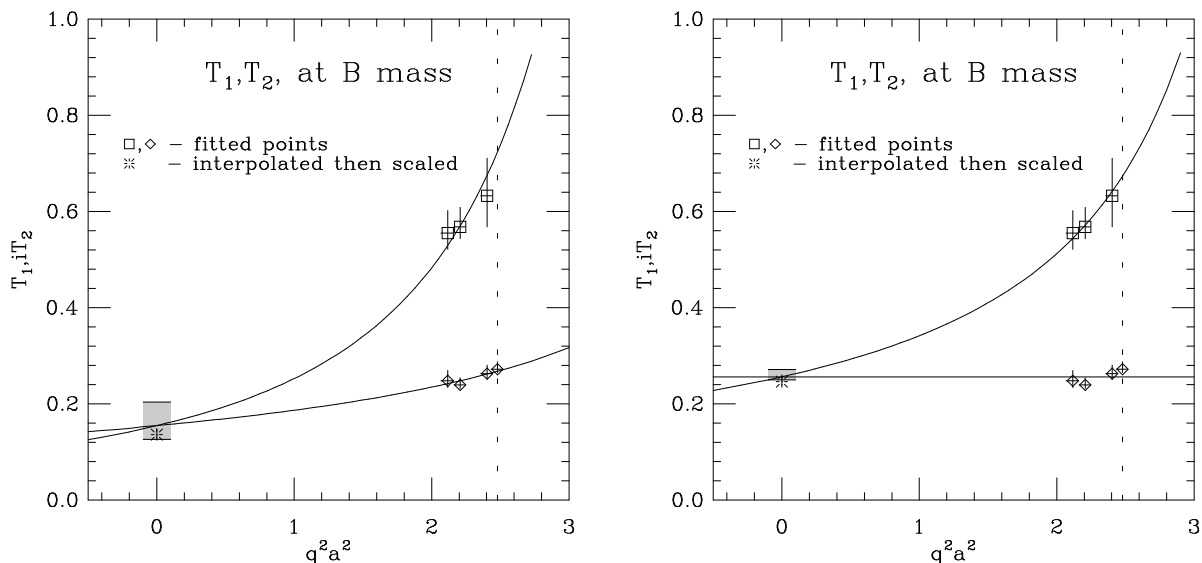 1.0
0.8
0.6
0.4
0.2
0.0
T₁,iT₂
T₁,T₂, at B mass
– fitted points
– interpolated then scaled
0 1 2 3
q²a²
1.0
0.8
0.6
0.4
0.2
0.0
T₁,iT₂
T₁,T₂, at B mass
– fitted points
– interpolated then scaled
0 1 2 3
q²a²